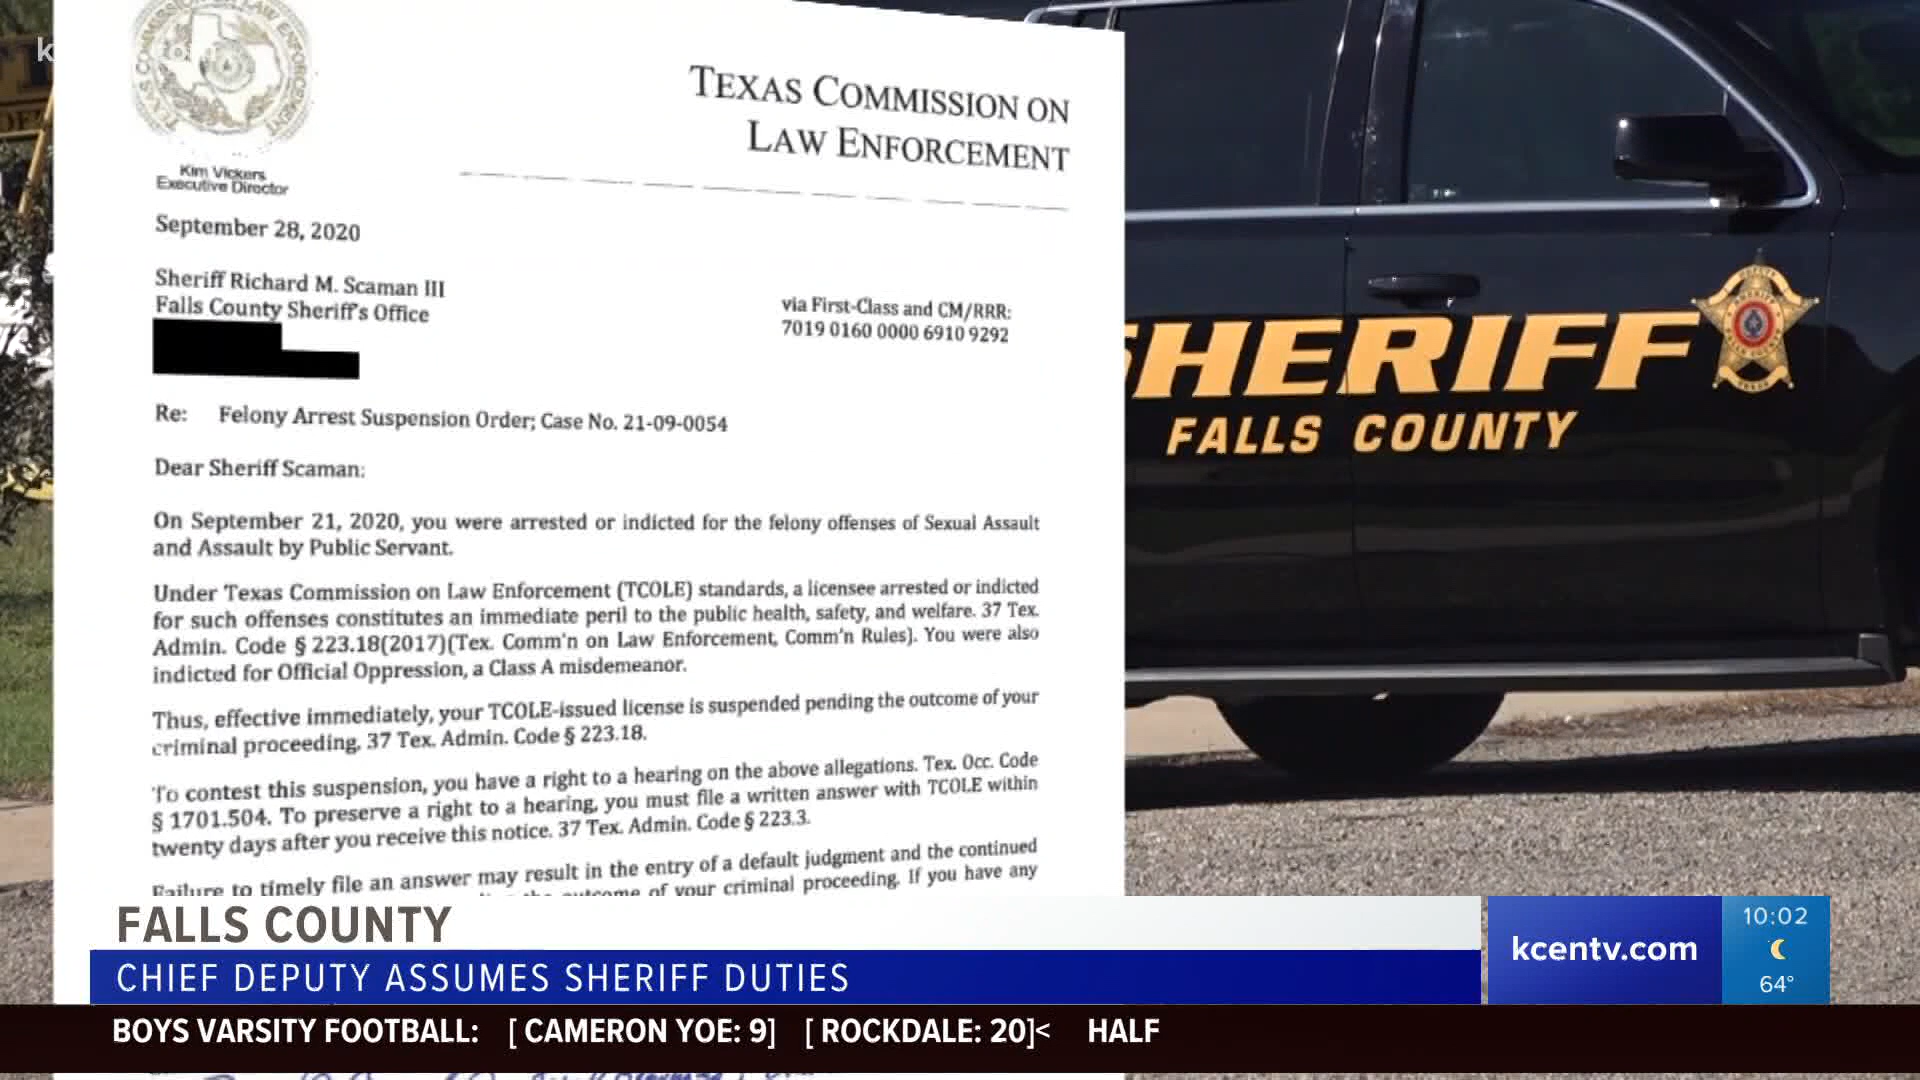 TEXAS COMMISSION ON
LAW ENFORCEMENT
Kim Vickers
Executive Director
September 28, 2020
Sheriff Richard M. Scaman III
Falls County Sheriff's Office
via First-Class and CM/RRR:
7019 0160 0000 6910 9292
Re: Felony Arrest Suspension Order; Case No. 21-09-0054
Dear Sheriff Scaman:
On September 21, 2020, you were arrested or indicted for the felony offenses of Sexual Assault
and Assault by Public Servant.
Under Texas Commission on Law Enforcement (TCOLE) standards, a licensee arrested or indicted
for such offenses constitutes an immediate peril to the public health, safety, and welfare. 37 Tex.
Admin. Code § 223.18(2017)(Tex. Comm'n on Law Enforcement, Comm'n Rules). You were also
indicted for Official Oppression, a Class A misdemeanor.
Thus, effective immediately, your TCOLE-issued license is suspended pending the outcome of your
criminal proceeding. 37 Tex. Admin. Code § 223.18.
To contest this suspension, you have a right to a hearing on the above allegations. Tex. Occ. Code
§ 1701.504. To preserve a right to a hearing, you must file a written answer with TCOLE within
twenty days after you receive this notice. 37 Tex. Admin. Code § 223.3.
Failure to timely file an answer may result in the entry of a default judgment and the continued
outcome of your criminal proceeding. If you have any
SHERIFF
FALLS COUNTY
FALLS COUNTY
CHIEF DEPUTY ASSUMES SHERIFF DUTIES
kcentv.com
10:02
64°
BOYS VARSITY FOOTBALL: [ CAMERON YOE: 9] [ ROCKDALE: 20]< HALF